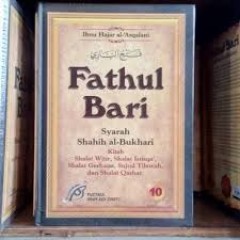 Ibnu Hajar al-'Asqalani
فتح الباري
Fathul
Bari
Syarah
Shahih al-Bukhari
Kitab
Shalat Witir, Shalat Istisqa',
Shalat Gerhana, Sujud Tilawah,
dan Shalat Qashar
10